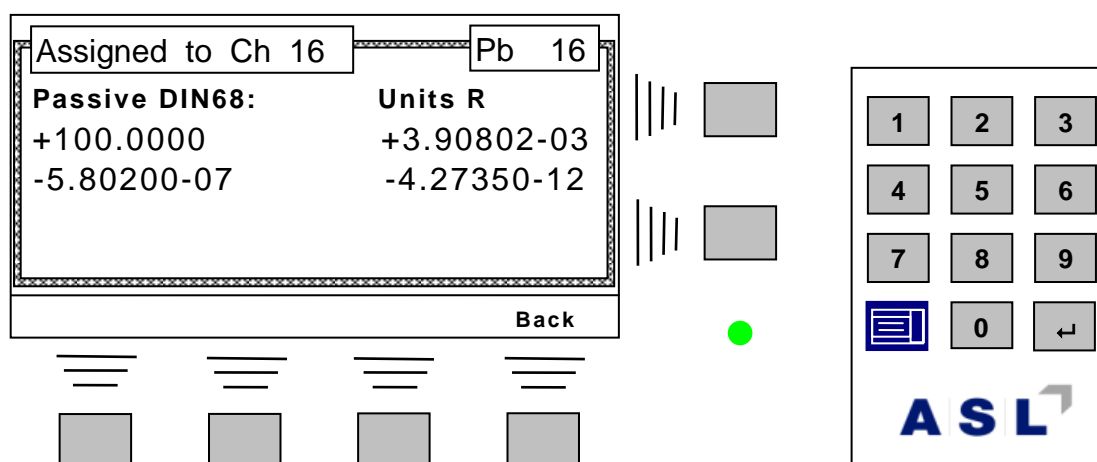 Assigned to Ch 16
Pb 16
Passive DIN68: Units R
+100.0000 +3.90802-03
-5.80200-07 -4.27350-12
Back
1 2 3
4 5 6
7 8 9
0 ↵
ASL